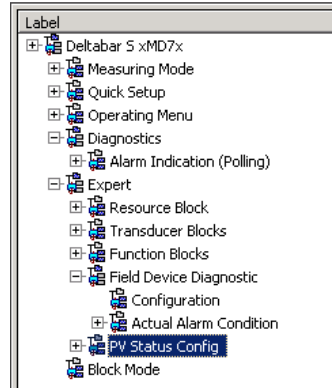 Label
Deltabar S xMD7x
Measuring Mode
Quick Setup
Operating Menu
Diagnostics
Alarm Indication (Polling)
Expert
Resource Block
Transducer Blocks
Function Blocks
Field Device Diagnostic
Configuration
Actual Alarm Condition
PV Status Config
Block Mode